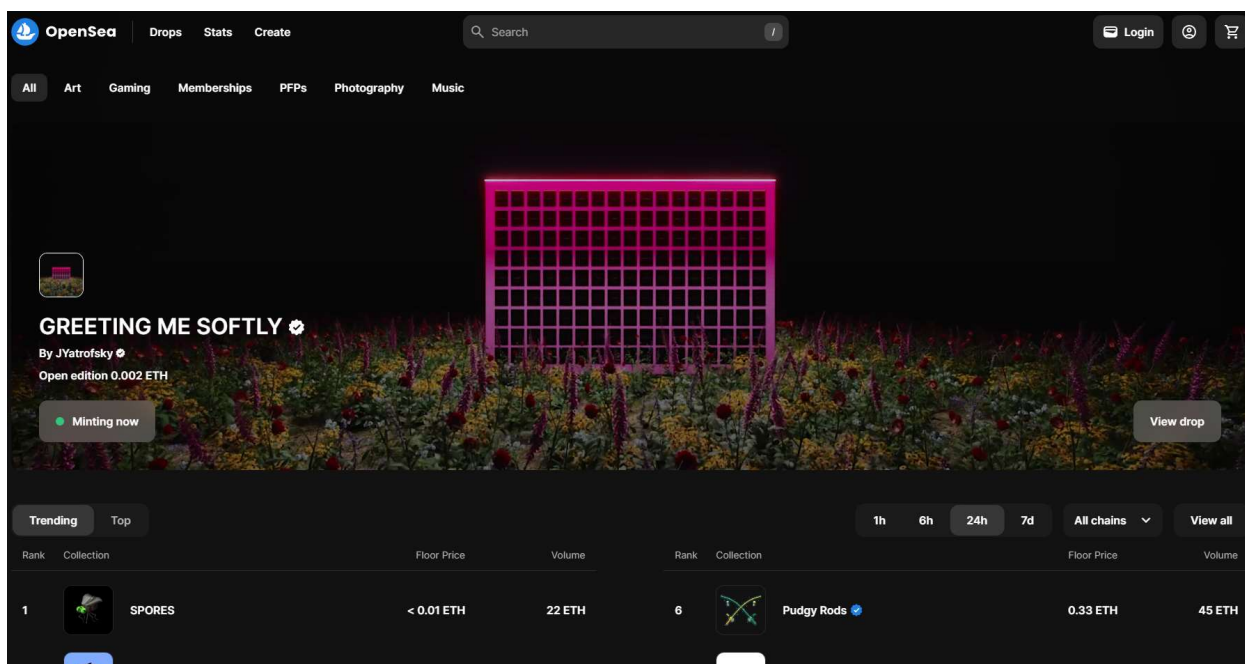 OpenSea Drops Stats Create Search / Login
All Art Gaming Memberships PFPs Photography Music
GREETING ME SOFTLY
By JYatrofsky
Open edition 0.002 ETH
Minting now
View drop
Trending Top 1h 6h 24h 7d All chains View all
Rank Collection Floor Price Volume Rank Collection Floor Price Volume
1 SPORES < 0.01 ETH 22 ETH 6 Pudgy Rods 0.33 ETH 45 ETH